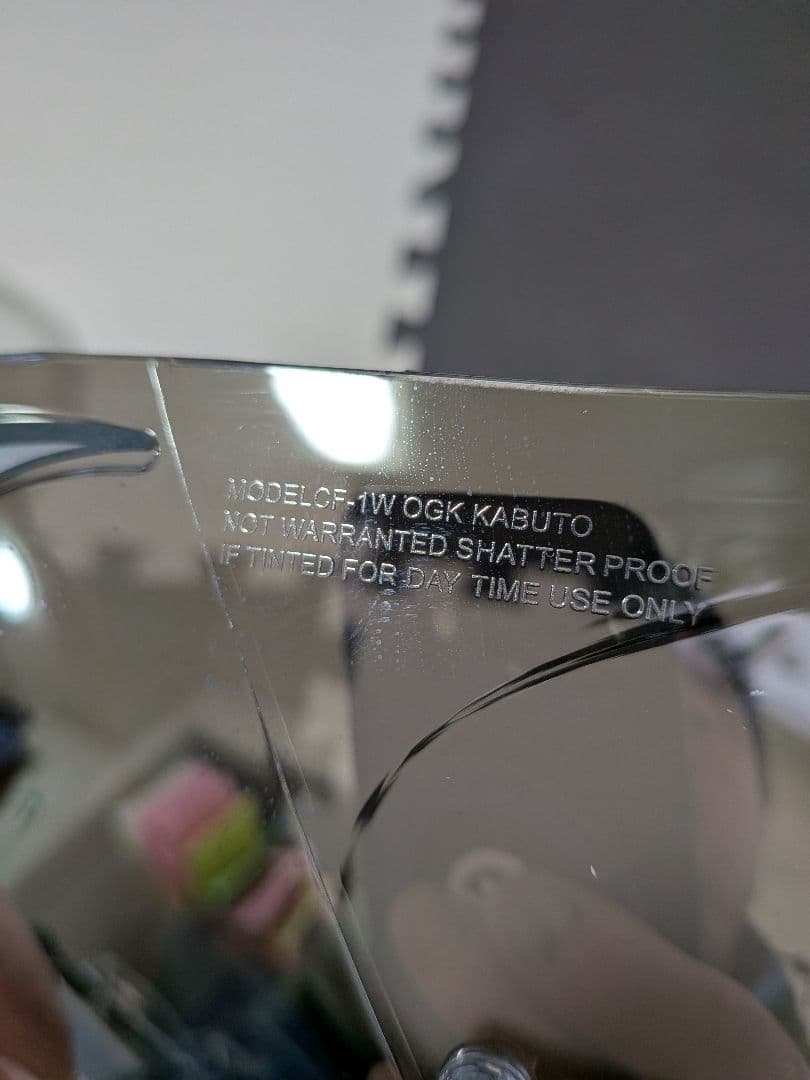 MODELCF-1W OGK KABUTO
NOT WARRANTED SHATTER PROOF
IF TINTED FOR DAY TIME USE ONLY